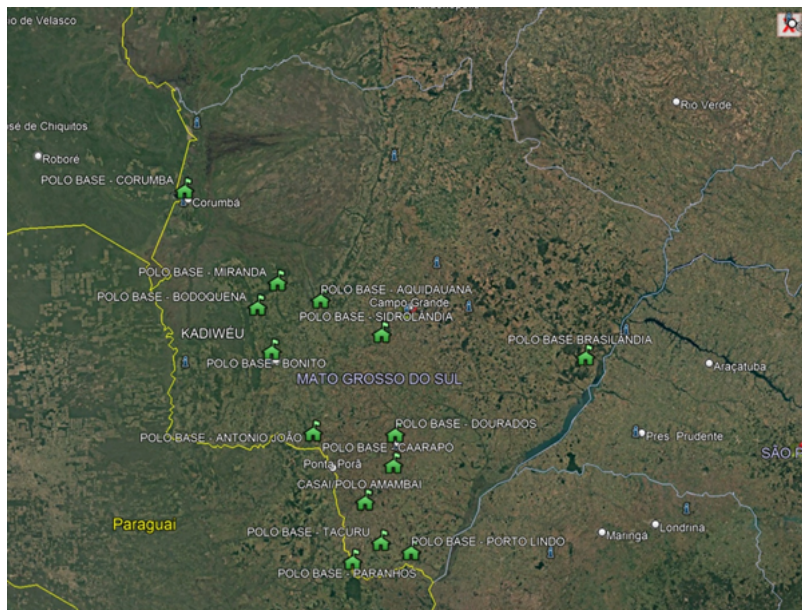 io de Velasco
Rio Verde
osé de Chiquitos
Roboré
POLO BASE - CORUMBA
Corumbá
POLO BASE - MIRANDA
POLO BASE - AQUIDAUANA
POLO BASE - BODOQUENA
Campo Grande
POLO BASE - SIDROLÂNDIA
KADIWÉU
POLO BASE BRASILANDIA
POLO BASE - BONITO
Araçatuba
MATO GROSSO DO SUL
POLO BASE - DOURADOS
POLO BASE - ANTONIO JOÃO
POLO BASE - CAARAPÓ
Pres. Prudente
Ponta Porã
SÃO
CASAI/POLO AMAMBAI
Paraguai
Londrina
POLO BASE - TACURU
Maringá
POLO BASE - PORTO LINDO
POLO BASE - PARANHOS